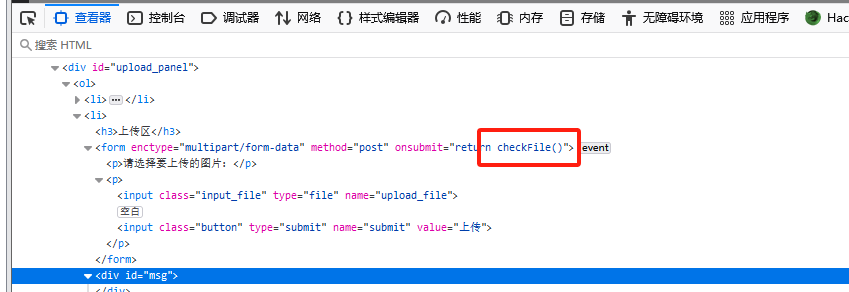 查看器 控制台 调试器 网络 {} 样式编辑器 性能 内存 存储 无障碍环境 应用程序 Hac
搜索 HTML
<div id="upload_panel">
<ol>
<li> ... </li>
<li>
<h3>上传区</h3>
<form enctype="multipart/form-data" method="post" onsubmit="return checkFile()"> event
<p>请选择要上传的图片：</p>
<p>
<input class="input_file" type="file" name="upload_file">
空白
<input class="button" type="submit" name="submit" value="上传">
</p>
</form>
<div id="msg">
</div>